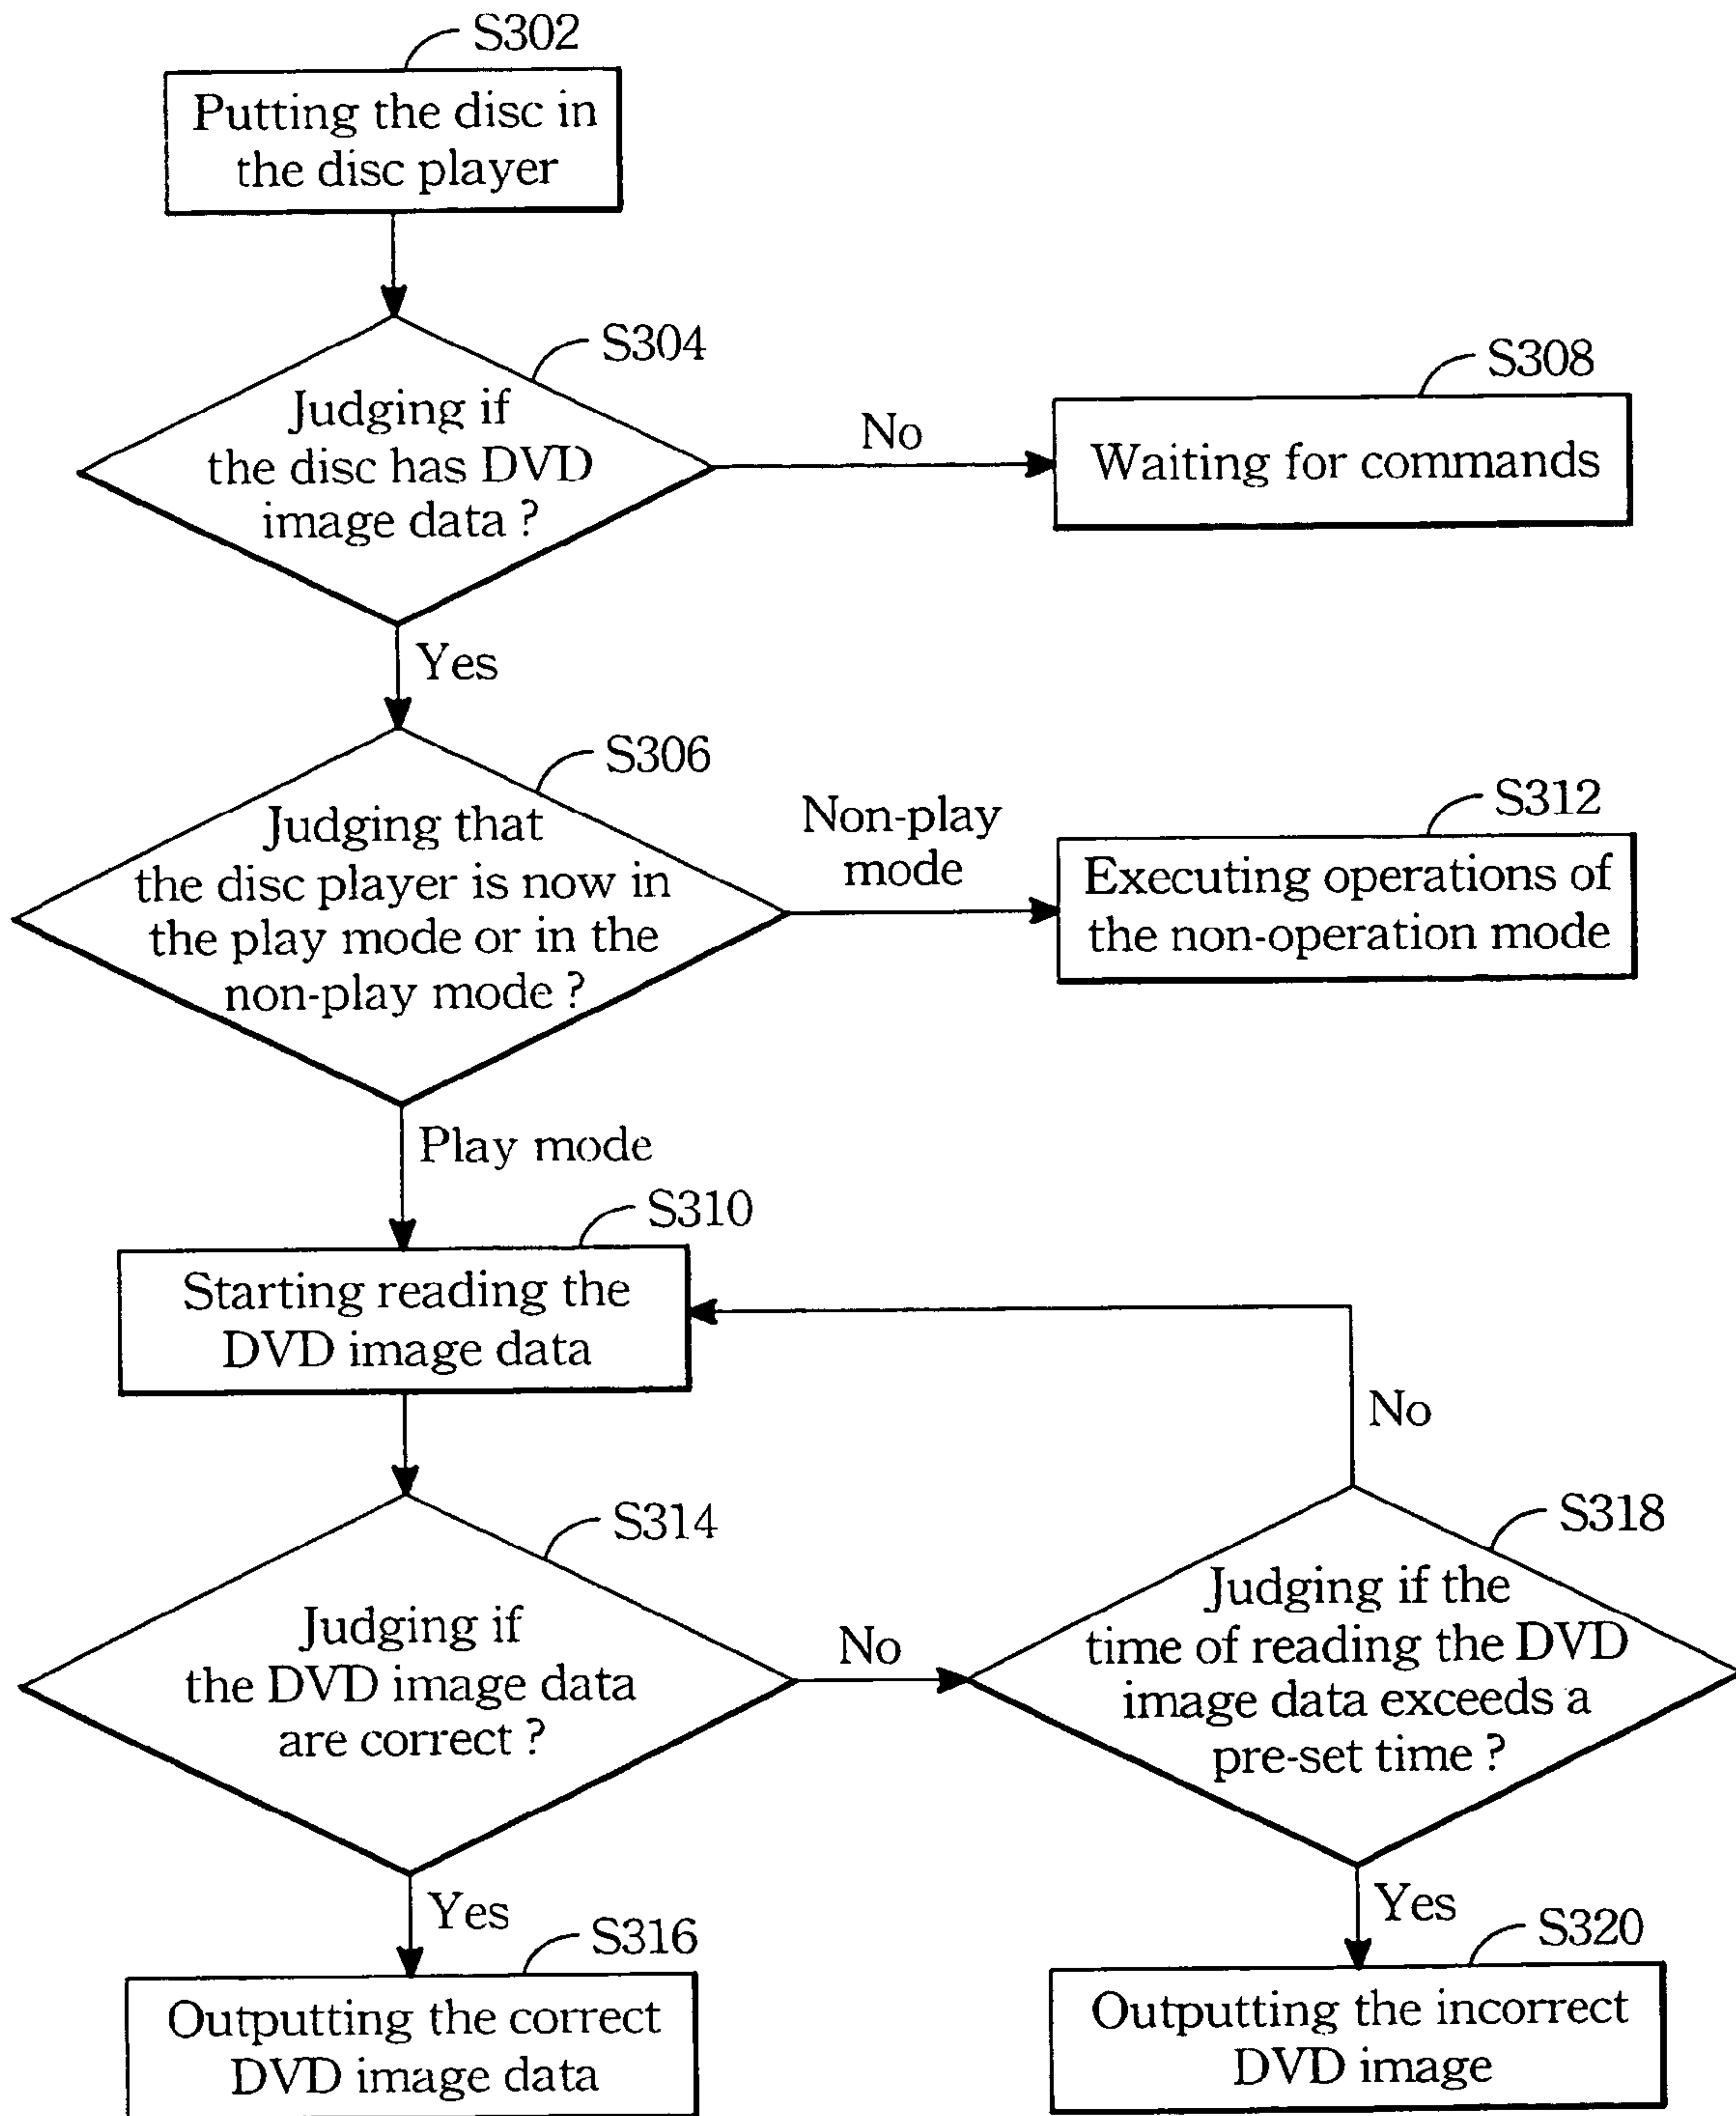 S302
Putting the disc in
the disc player
S304
Judging if
the disc has DVD
image data ?
No
S308
Waiting for commands
Yes
S306
Judging that
the disc player is now in
the play mode or in the
non-play mode ?
Non-play
mode
S312
Executing operations of
the non-operation mode
Play mode
S310
Starting reading the
DVD image data
No
S314
Judging if
the DVD image data
are correct ?
No
S318
Judging if the
time of reading the DVD
image data exceeds a
pre-set time ?
Yes
S316
Outputting the correct
DVD image data
Yes
S320
Outputting the incorrect
DVD image